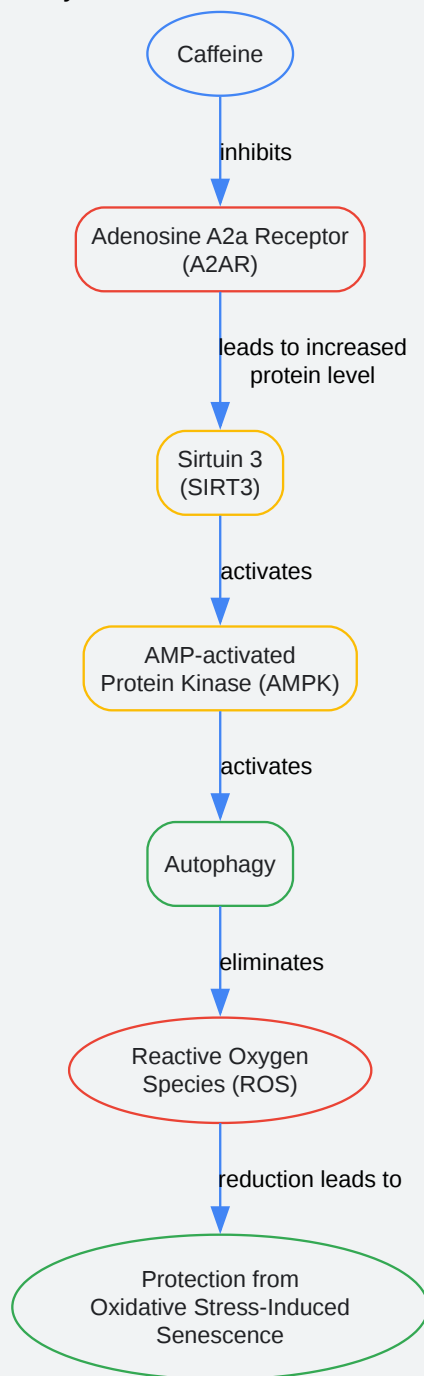 Caffeine
inhibits
Adenosine A2a Receptor
(A2AR)
leads to increased
protein level
Sirtuin 3
(SIRT3)
activates
AMP-activated
Protein Kinase (AMPK)
activates
Autophagy
eliminates
Reactive Oxygen
Species (ROS)
reduction leads to
Protection from
Oxidative Stress-Induced
Senescence